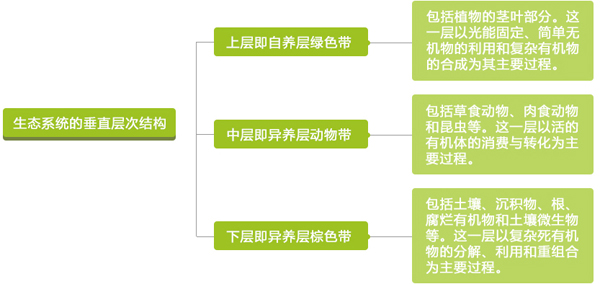 生态系统的垂直层次结构
上层即自养层绿色带
包括植物的茎叶部分。这
一层以光能固定、简单无
机物的利用和复杂有机物
的合成为其主要过程。
中层即异养层动物带
包括草食动物、肉食动物
和昆虫等。这一层以活的
有机体的消费与转化为主
要过程。
下层即异养层棕色带
包括土壤、沉积物、根、
腐烂有机物和土壤微生物
等。这一层以复杂死有机
物的分解、利用和重组合
为主要过程。